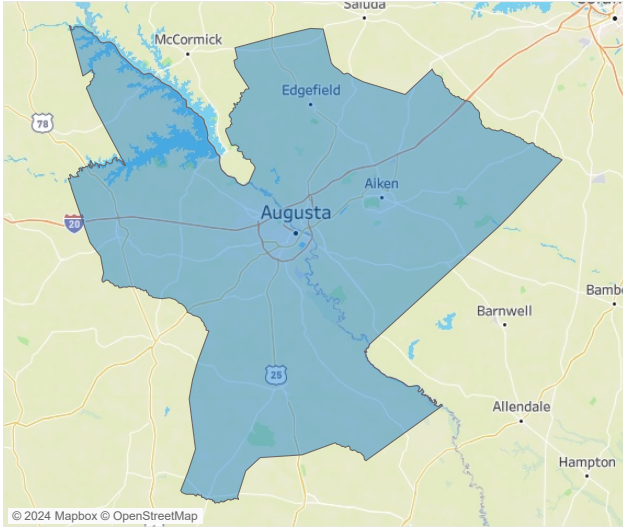 Saluda
McCormick
Edgefield
78
Aiken
Augusta
20
Bamb
Barnwell
25
Allendale
Hampton
© 2024 Mapbox © OpenStreetMap